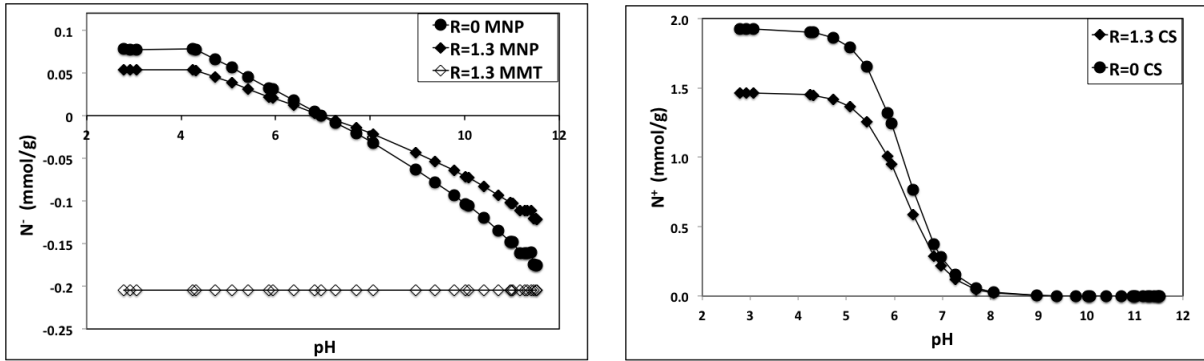 0.1
0.05
0
-0.05
-0.1
-0.15
-0.2
-0.25
2 4 6 8 10 12
N⁻ (mmol/g)
pH
R=0 MNP
R=1.3 MNP
R=1.3 MMT
2.0
1.5
1.0
0.5
0.0
2 3 4 5 6 7 8 9 10 11 12
N⁺ (mmol/g)
pH
R=1.3 CS
R=0 CS